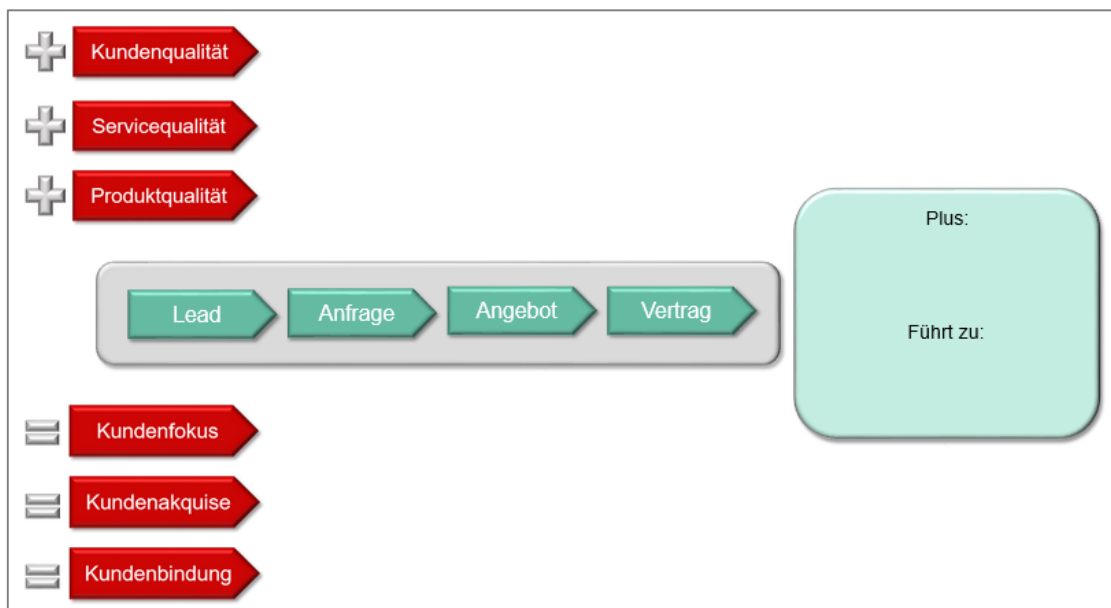 Kundenqualität
Servicequalität
Produktqualität
Plus:
Lead
Anfrage
Angebot
Vertrag
Führt zu:
Kundenfokus
Kundenakquise
Kundenbindung